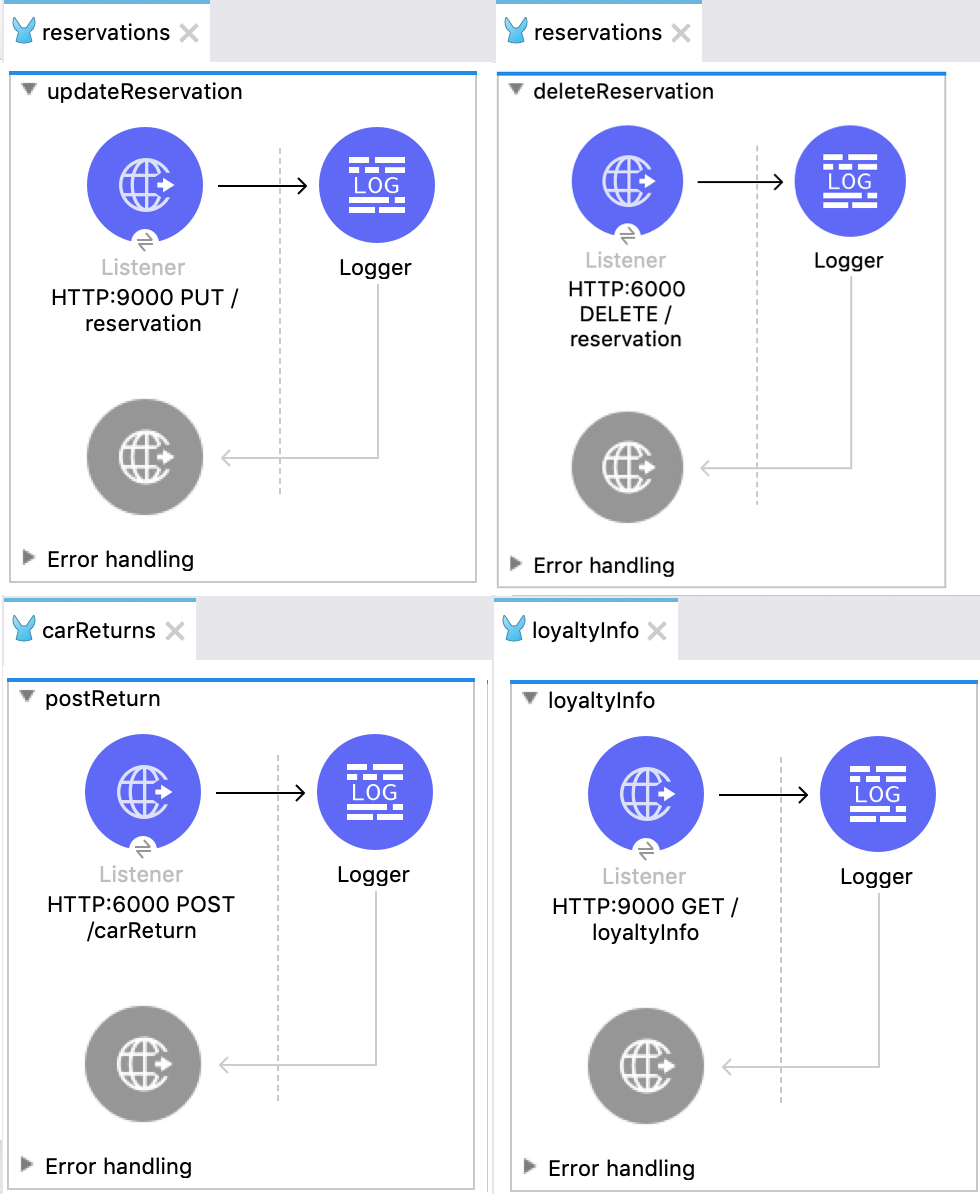 reservations
updateReservation
LOG
Listener
Logger
HTTP:9000 PUT /
reservation
Error handling
reservations
deleteReservation
LOG
Listener
Logger
HTTP:6000
DELETE /
reservation
Error handling
carReturns
postReturn
LOG
Listener
Logger
HTTP:6000 POST
/carReturn
Error handling
loyaltyInfo
loyaltyInfo
LOG
Listener
Logger
HTTP:9000 GET /
loyaltyInfo
Error handling